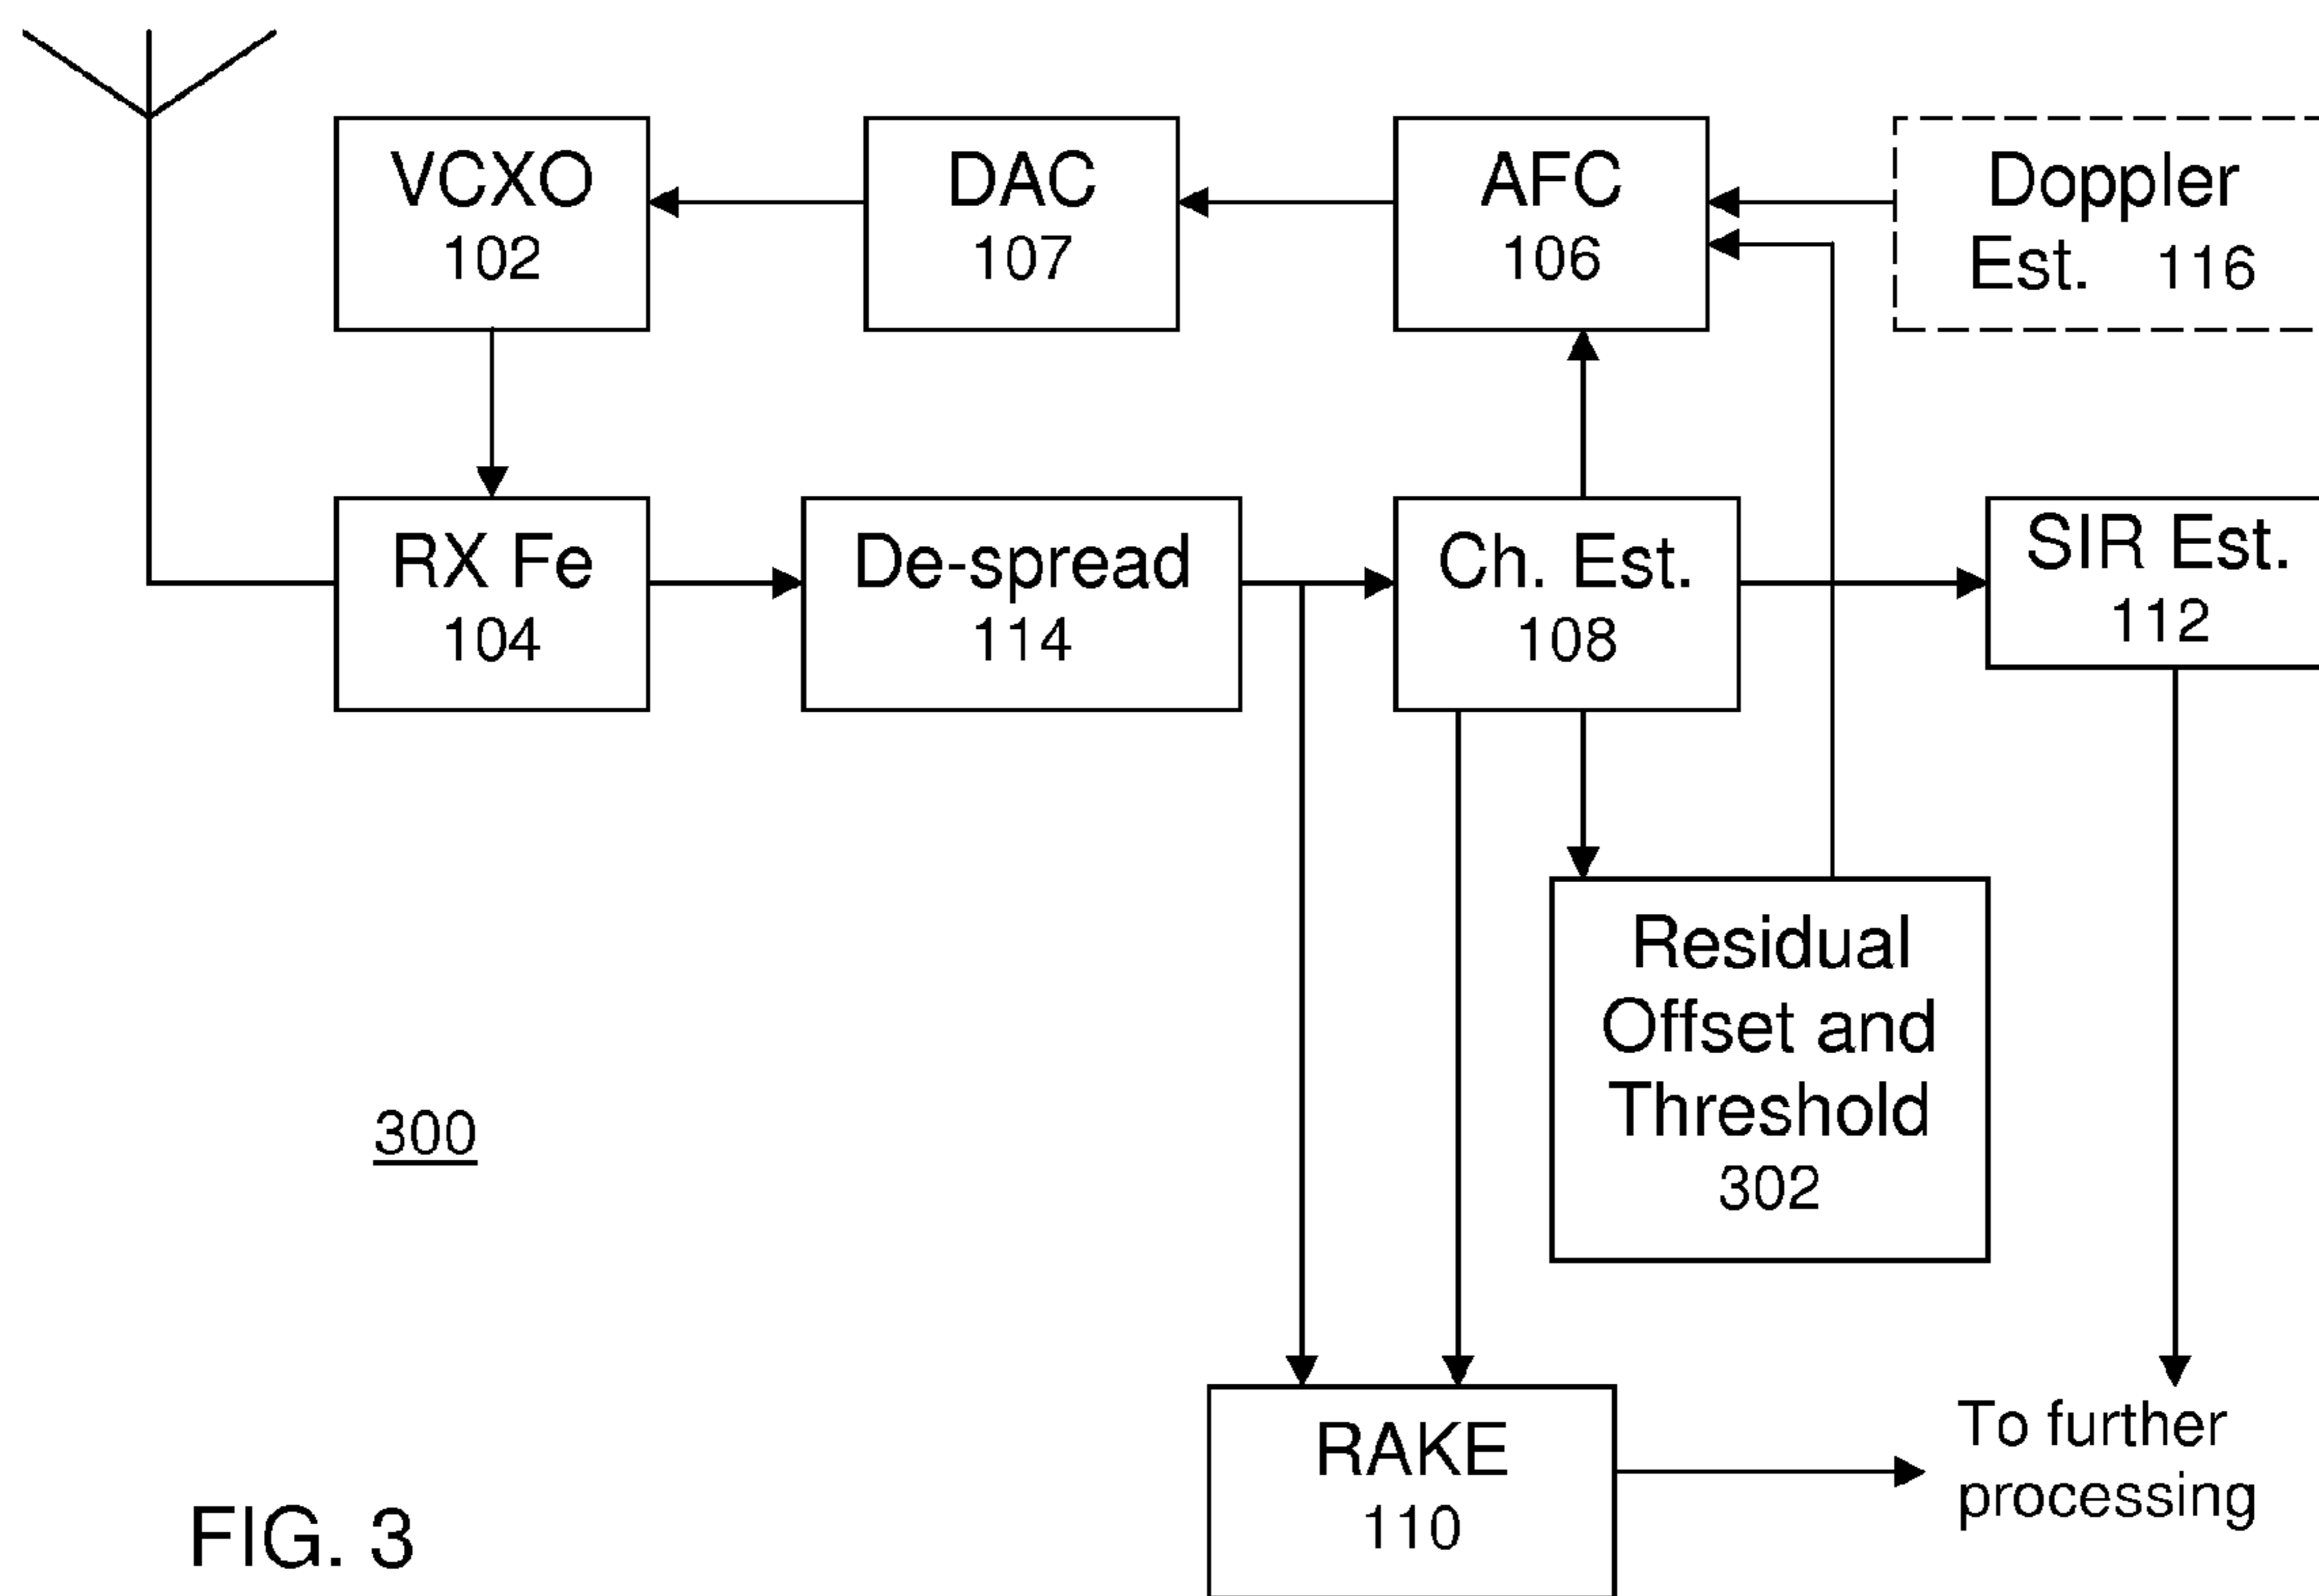 VCXO
102
DAC
107
AFC
106
Doppler
Est. 116
RX Fe
104
De-spread
114
Ch. Est.
108
SIR Est.
112
Residual
Offset and
Threshold
302
300
RAKE
110
To further
processing
FIG. 3